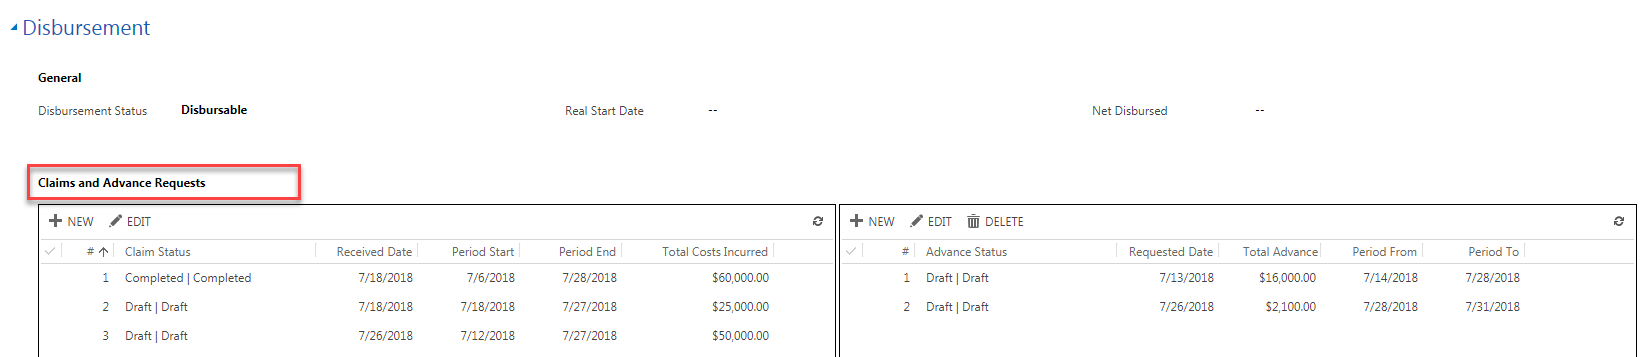 Disbursement
General
Disbursement Status Disbursable Real Start Date -- Net Disbursed --
Claims and Advance Requests
NEW EDIT
# Claim Status Received Date Period Start Period End Total Costs Incurred
1 Completed | Completed 7/18/2018 7/6/2018 7/28/2018 $60,000.00
2 Draft | Draft 7/18/2018 7/18/2018 7/27/2018 $25,000.00
3 Draft | Draft 7/26/2018 7/12/2018 7/27/2018 $50,000.00
NEW EDIT DELETE
# Advance Status Requested Date Total Advance Period From Period To
1 Draft | Draft 7/13/2018 $16,000.00 7/14/2018 7/28/2018
2 Draft | Draft 7/26/2018 $2,100.00 7/28/2018 7/31/2018